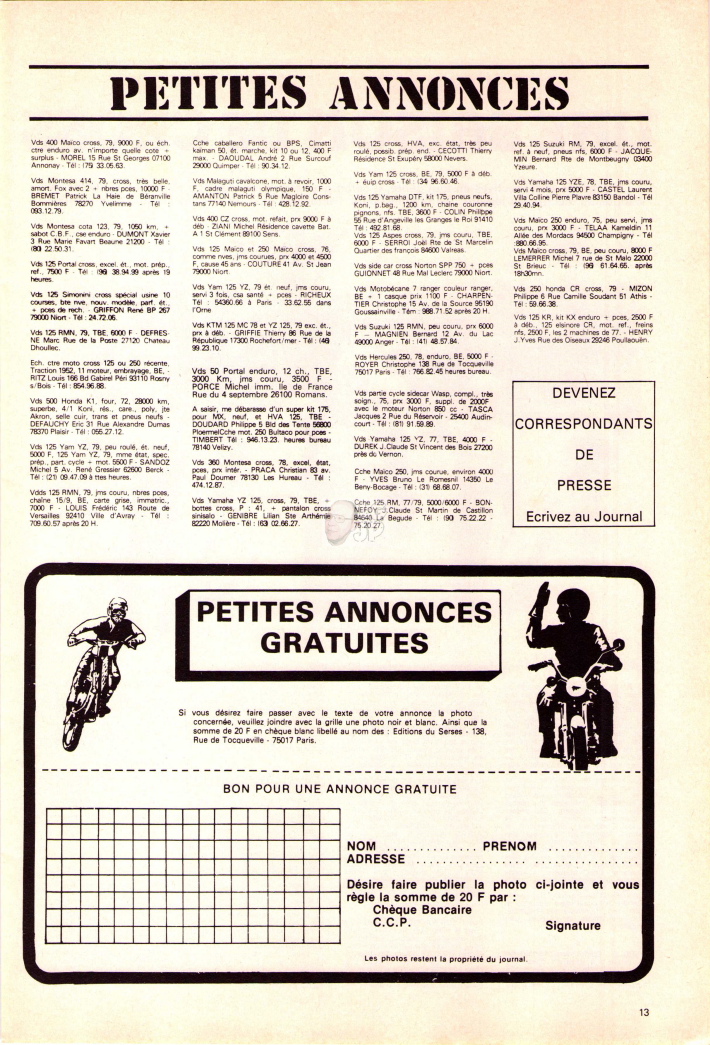 PETITES ANNONCES
Vds 400 Maico cross, 79, 9000 F, ou éch.
ctre enduro av. n'importe quelle cote +
surplus - MOREL 15 Rue St Georges 07100
Annonay - Tél : (75) 33.05.63.
Vds Montesa 414, 79, cross, très belle,
amort. Fox avec 2 + nbres pces, 10000 F -
BREMET Patrick La Haie de Béranville
Bommières 78270 Yvelimme - Tél :
093.12.79.
Vds Montesa cota 123, 79, 1050 km, +
sabot C.B.F., cse enduro - DUMONT Xavier
3 Rue Marie Favart Beaune 21200 - Tél :
(80) 22.50.31.
Vds 125 Portal cross, excel. ét., mot. prép.,
ref., 7500 F - Tél : (96) 38.94.99 après 19
heures.
Vds 125 Simonini cross spécial usine 10
courses, bte nve, nouv. modèle, parf. ét.,
+ pces de rech. - GRIFFON René BP 267
79000 Niort - Tél : 24.72.06.
Vds 125 RMN, 79, TBE, 6000 F - DEFRES-
NE Marc Rue de la Poste 27120 Chateau
Dhoullec.
Ech. ctre moto cross 125 ou 250 récente,
Traction 1952, 11 moteur, embrayage, BE, -
RITZ Louis 166 Bd Gabirel Péri 93110 Rosny
s/Bois - Tél : 854.96.88.
Vds 500 Honda K1, four, 72, 28000 km,
superbe, 4/1 Koni, rés., care., poly, jte
Akron, selle cuir, trans et pneus neufs -
DEFAUCHY Eric 31 Rue Alexandre Dumas
78370 Plaisir - Tél : 055.27.12.
Vds 125 Yam YZ, 79, peu roulé, ét. neuf,
5000 F, 125 Yam YZ, 79, mme état, spec.
prép., part. cycle + mot. 5500 F - SANDOZ
Michel 5 Av. René Gressier 62600 Berck -
Tél : (21) 09.47.09 à ttes heures.
Vdds 125 RMN, 79, jms couru, nbres pces,
chaîne 15/9, BE, carte grise, immatric.,
7000 F - LOUIS Frédéric 143 Route de
Versailles 92410 Ville d'Avray - Tél :
709.60.57 après 20 H.
Cche caballero Fantic ou BPS, Cimatti
kaiman 50, ét. marche, kit 10 ou 12, 400 F
max. - DAOUDAL André 2 Rue Surcouf
29000 Quimper - Tél : 90.34.12.
Vds Malaguti cavalcone, mot. à revoir, 1000
F, cadre malaguti olympique, 150 F -
AMANTON Patrick 5 Rue Magloire Cons-
tans 77140 Nemours - Tél : 428.12.92.
Vds 400 CZ cross, mot. refait, prx 9000 F à
déb - ZIANI Michel Résidence cavette Bat.
A 1 St Clément 89100 Sens.
Vds 125 Maico et 250 Maico cross, 76,
comme nves, jms courues, prx 4000 et 4500
F, cause 45 ans - COUTURE 41 Av. St Jean
79000 Niort.
Vds Yam 125 YZ, 79 ét. neuf, jms couru,
servi 3 fois, csa santé + pces - RICHEUX
Tél : 54360.66 à Paris - 33.62.55 dans
l'Orne
Vds KTM 125 MC 78 et YZ 125, 79 exc. ét.,
prx à déb. - GRIFFIE Thierry 86 Rue de la
République 17300 Rochefort/mer - Tél : (46)
99.23.10.
Vds 50 Portal enduro, 12 ch., TBE,
3000 Km, jms couru, 3500 F -
PORCE Michel imm. Ile de France
Rue du 4 septembre 26100 Romans.
A saisir, me débarasse d'un super kit 175,
pour MX, neuf, et HVA 125, TBE -
DOUDARD Philippe 5 Bld des Tente 56800
PloermelCche mot. 250 Bultaco pour pces -
TIMBERT Tél : 946.13.23. heures bureau
78140 Velizy.
Vds 360 Montesa cross, 78, excel, état,
pces, prx intér. - PRACA Christian 83 av.
Paul Doumer 78130 Les Hureau - Tél :
474.12.87.
Vds Yamaha YZ 125, cross, 79, TBE, +
bottes cross, P : 41, + pantalon cross
sinisalo - GENIBRE Lilian Ste Arthémie
82220 Molière - Tél : (63) 02.66.27.
Vds 125 cross, HVA, exc. état, très peu
roulé, possib. prép. end. - CECOTTI Thierry
Résidence St Exupéry 58000 Nevers.
Vds Yam 125 cross, BE, 79, 5000 F à déb.
+ éuip cross - Tél : (34) 96.60.46.
Vds 125 Yamaha DTF, kit 175, pneus neufs,
Koni, p.bag., 1200 km, chaine couronne
pignons, nfs, TBE, 3600 F - COLIN Philibpe
55 Rue d'Angeville les Granges le Roi 91410
Tél : 492.81.68.
Vds 125 Aspes cross, 79, jms couru, TBE,
6000 F - SERROI Joël Rte de St Marcelin
Quartier des français 84600 Valreas.
Vds side car cross Norton SPP 750 + pces
GUIONNET 48 Rue Mal Leclerc 79000 Niort.
Vds Motobécane 7 ranger couleur ranger,
BE + 1 casque prix 1100 F - CHARPEN-
TIER Christophe 15 Av. de la Source 95190
Goussainville - Tém : 988.71.52 après 20 H.
Vds Suzuki 125 RMN, peu couru, prx 6000
F à déb. - GODINEAU Yannick 14 Rue Nalle 49000 Anger - Tél : (41) 48.57.84.
Vds Hercules 250, 78, enduro, BE, 5000 F -
ROYER Christophe 138 Rue de Tocqueville
75017 Paris - Tél : 766.82.46 heures bureau.
Vds partie cycle sidecar Wasp, compl., très
soign., 75, prx 3000 F, suppl. de 2000F
avec le moteur Norton 850 cc - TASCA
Jacques 2 Rue du Réservoir - 25400 Audin-
court - Tél : (81) 91.59.89.
Vds Yamaha 125 YZ, 77, TBE, 4000 F -
DUREK J.Claude St Vincent des Bois 27200
près du Vernon.
Cche Maico 250, jms courue, environ 4000
F - YVES Bruno Le Romesnil 14350 Le
Beny-Bocage - Tél : (31) 68.68.07.
Cche 125 RM, 77/79, 5000/6000 F - BON-
NEFOY J.Claude St Martin de Castillon
84640 Le Begude - Tél : (90) 75.22.22 -
75.20.27
Vds 125 Suzuki RM, 79, excel. ét., mot.
ref. à neuf, pneus nfs, 6000 F - JACQUE-
MIN Bernard Rte de Montbeugny 03400
Yzeure.
Vds Yamaha 125 YZE, 78, TBE, jms couru,
servi 4 mois, prx 5000 F - CASTEL Laurent
Villa Colline Pierre Plavre 83150 Bandol - Tél
29.40.94.
Vds Maico 250 enduro, 75, peu servi, jms
couru, prx 3000 F - TELAA Kameldin 11
Allée des Mordacs 94500 Champigny - Tél
:880.66.95.
Vds Maico cross, 79, BE, peu couru, 8000 F
LEMERRER Michel 7 rue de St Malo 22000
St Brieuc - Tél : (96) 61.64.65. après
18h30mn.
Vds 250 honda CR cross, 79 - MIZON
Philippe 6 Rue Camille Soudant 51 Athis -
Tél : 59.66.38.
Vds 125 KR, kit KX enduro + pces, 2500 F
à déb., 125 elsinore CR, mot. ref., freins
nfs, 2500 F, les 2 machines de 77. - HENRY
J.Yves Rue des Oiseaux 29246 Poullaouën.
DEVENEZ
CORRESPONDANTS
DE
PRESSE
Ecrivez au Journal
PETITES ANNONCES
GRATUITES
Si vous désirez faire passer avec le texte de votre annonce la photo
concernée, veuillez joindre avec la grille une photo noir et blanc. Ainsi que la
somme de 20 F en chèque blanc libellé au nom des : Editions du Serses - 138,
Rue de Tocqueville - 75017 Paris.
BON POUR UNE ANNONCE GRATUITE
NOM .............. PRENOM ..............
ADRESSE ................. ................
Désire faire publier la photo ci-jointe et vous
règle la somme de 20 F par :
Chèque Bancaire
C.C.P.
Signature
Les photos restent la propriété du journal.
13